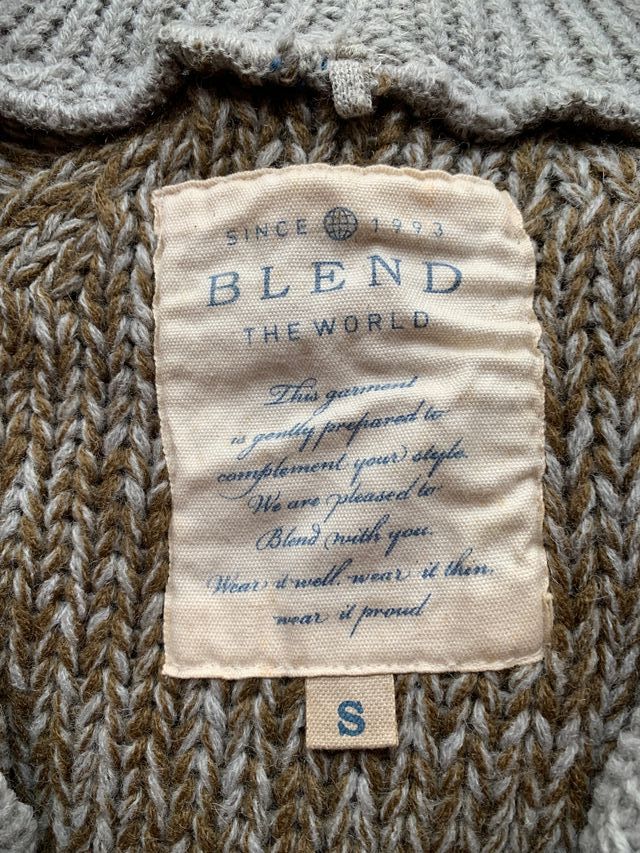 SINCE 1993
BLEND
THE WORLD
This garment
is gently prepared to
complement your style.
We are pleased to
Blend with you.
Wear it well, wear it thin,
wear it proud
S